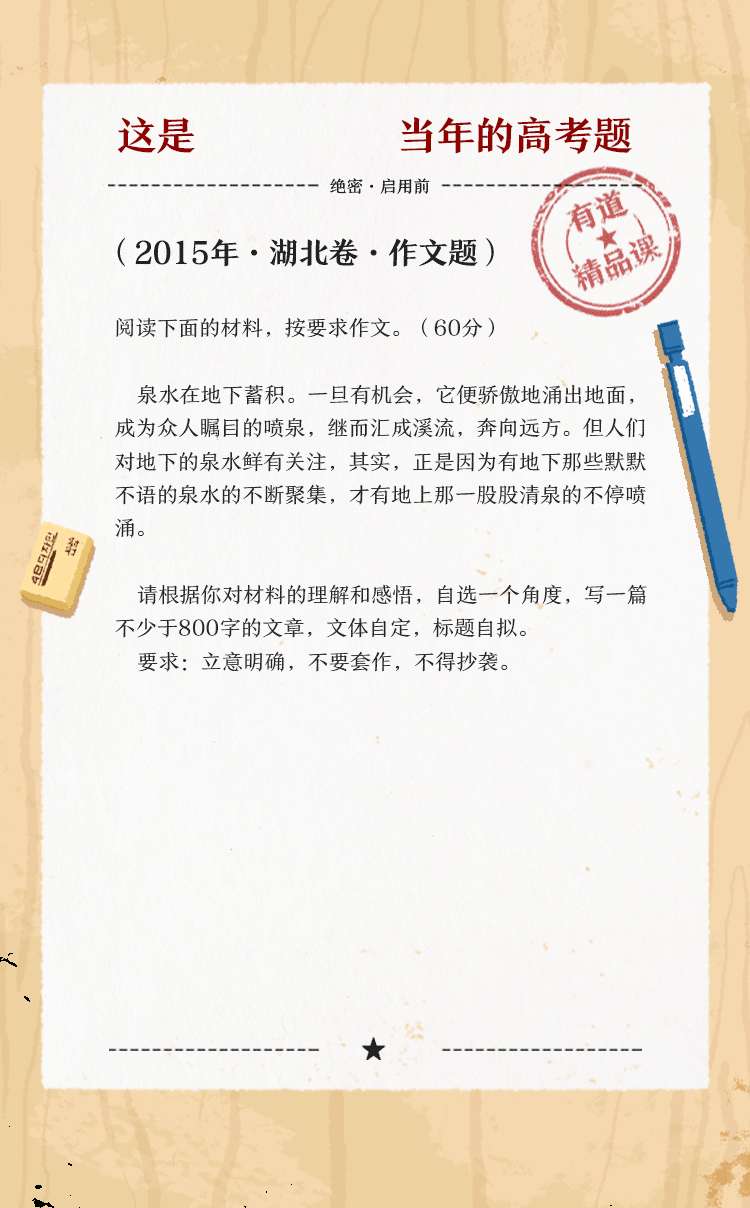 这是 当年的高考题
绝密·启用前
有道
精品课
（2015年·湖北卷·作文题）
阅读下面的材料，按要求作文。（60分）
泉水在地下蓄积。一旦有机会，它便骄傲地涌出地面，
成为众人瞩目的喷泉，继而汇成溪流，奔向远方。但人们
对地下的泉水鲜有关注，其实，正是因为有地下那些默默
不语的泉水的不断聚集，才有地上那一股股清泉的不停喷
涌。
请根据你对材料的理解和感悟，自选一个角度，写一篇
不少于800字的文章，文体自定，标题自拟。
要求：立意明确，不要套作，不得抄袭。